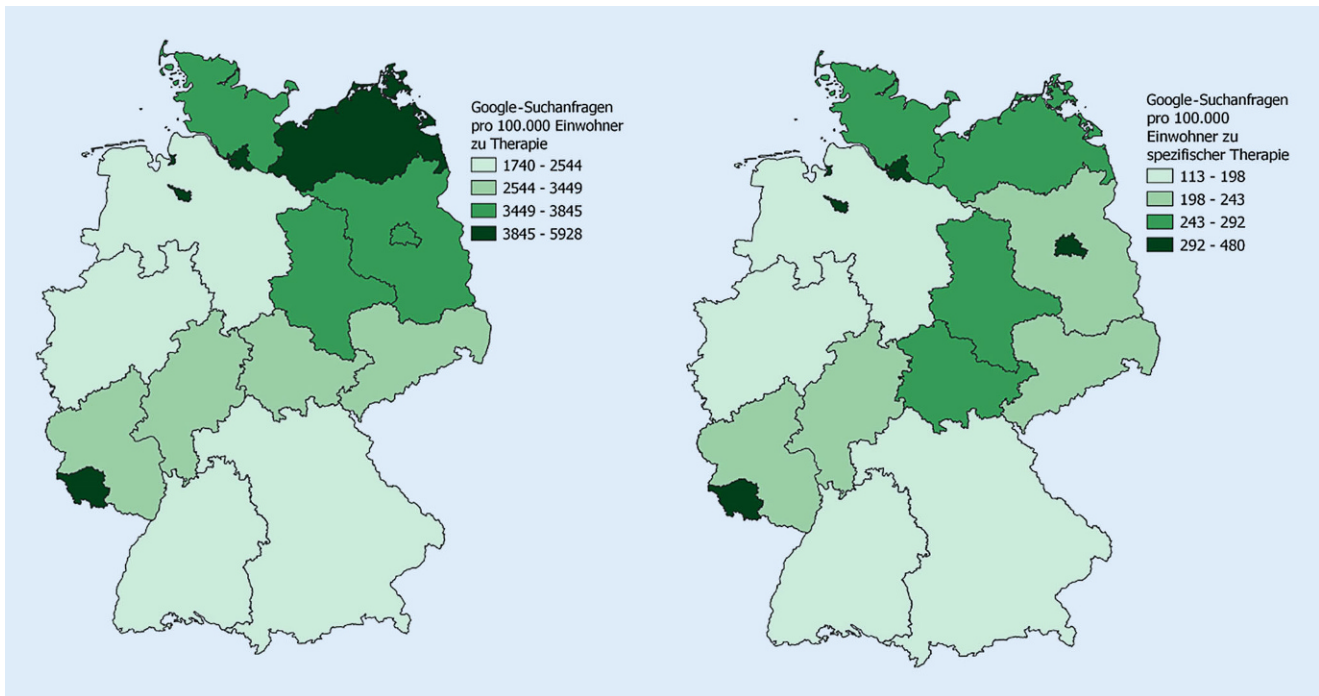 Google-Suchanfragen
pro 100.000 Einwohner
zu Therapie
1740 - 2544
2544 - 3449
3449 - 3845
3845 - 5928
Google-Suchanfragen
pro 100.000
Einwohner zu
spezifischer Therapie
113 - 198
198 - 243
243 - 292
292 - 480